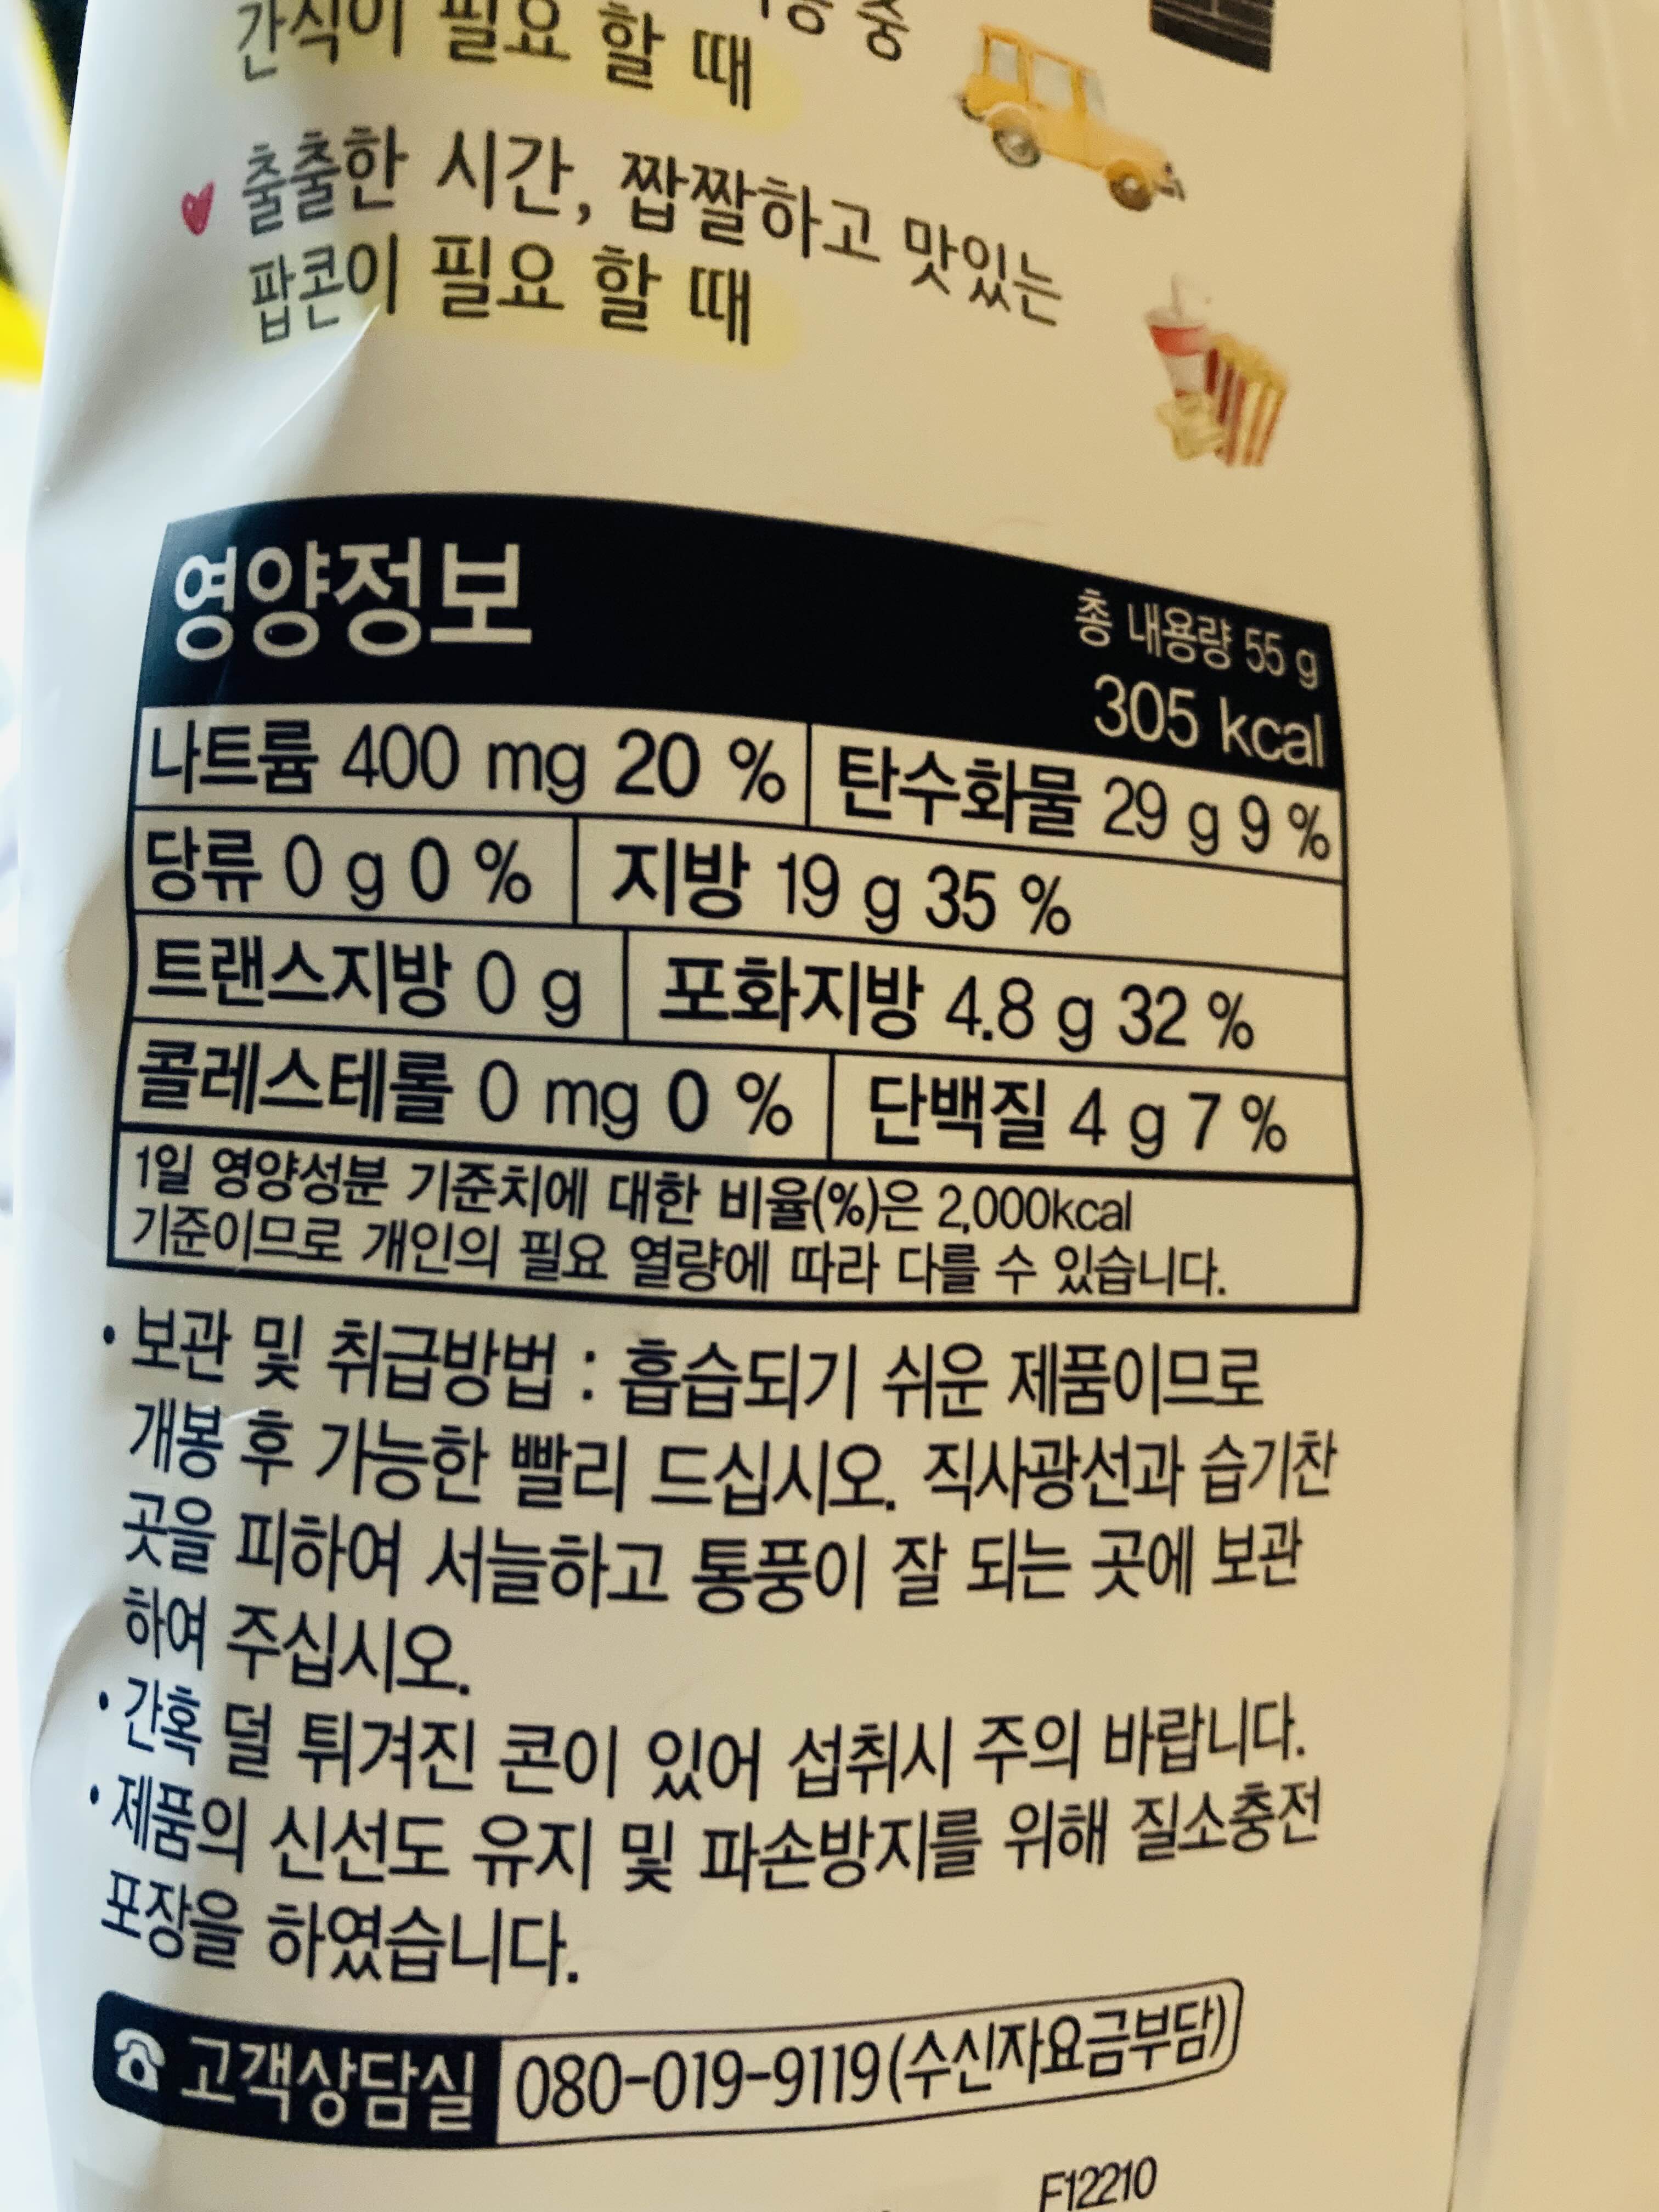 간식이 필요 할 때
출출한 시간, 짭짤하고 맛있는
팝콘이 필요 할 때
영양정보
총 내용량 55 g
305 kcal
나트륨 400 mg 20 % 탄수화물 29 g 9 %
당류 0 g 0 % 지방 19 g 35 %
트랜스지방 0 g 포화지방 4.8 g 32 %
콜레스테롤 0 mg 0 % 단백질 4 g 7 %
1일 영양성분 기준치에 대한 비율(%)은 2,000kcal
기준이므로 개인의 필요 열량에 따라 다를 수 있습니다.
• 보관 및 취급방법 : 흡습되기 쉬운 제품이므로
개봉 후 가능한 빨리 드십시오. 직사광선과 습기찬
곳을 피하여 서늘하고 통풍이 잘 되는 곳에 보관
하여 주십시오.
• 간혹 덜 튀겨진 콘이 있어 섭취시 주의 바랍니다.
• 제품의 신선도 유지 및 파손방지를 위해 질소충전
포장을 하였습니다.
☎ 고객상담실 080-019-9119(수신자요금부담)
F12210